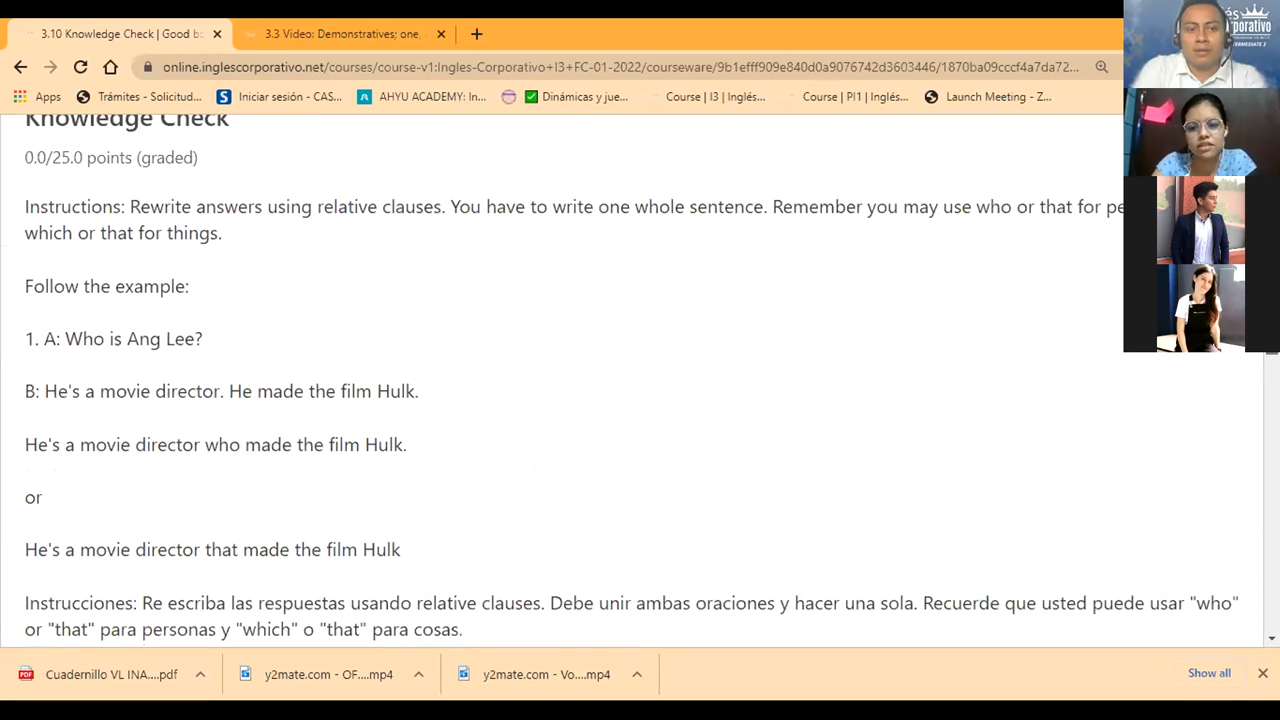 3.10 Knowledge Check | Good b
3.3 Video: Demonstratives; one,
online.inglescorporativo.net/courses/course-v1:Ingles-Corporativo+I3+FC-01-2022/courseware/9b1efff909e840d0a9076742d3603446/1870ba09cccf4a7da72...
Apps
Trámites - Solicitud...
Iniciar sesión - CAS...
AHYU ACADEMY: In...
Dinámicas y jue...
Course | I3 | Inglés...
Course | PI1 | Inglés...
Launch Meeting - Z...
Knowledge Check
0.0/25.0 points (graded)
Instructions: Rewrite answers using relative clauses. You have to write one whole sentence. Remember you may use who or that for pe
which or that for things.
Follow the example:
1. A: Who is Ang Lee?
B: He's a movie director. He made the film Hulk.
He's a movie director who made the film Hulk.
or
He's a movie director that made the film Hulk
Instrucciones: Re escriba las respuestas usando relative clauses. Debe unir ambas oraciones y hacer una sola. Recuerde que usted puede usar "who"
or "that" para personas y "which" o "that" para cosas.
Cuadernillo VL INA....pdf
y2mate.com - OF....mp4
y2mate.com - Vo....mp4
Show all